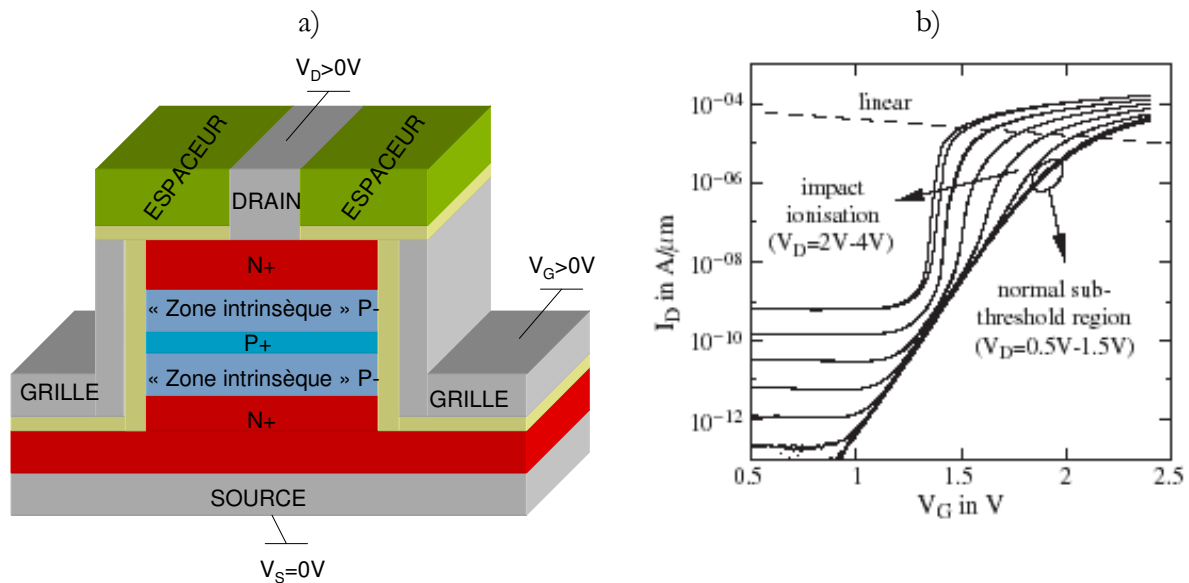 a)
V_D>0V
ESPACEUR
ESPACEUR
DRAIN
N+
V_G>0V
« Zone intrinsèque » P-
P+
« Zone intrinsèque » P-
GRILLE
GRILLE
N+
SOURCE
V_S=0V
b)
I_D in A/μm
10⁻⁰⁴
10⁻⁰⁶
10⁻⁰⁸
10⁻¹⁰
10⁻¹²
linear
impact
ionisation
(V_D=2V-4V)
normal sub-
threshold region
(V_D=0.5V-1.5V)
0.5 1 1.5 2 2.5
V_G in V